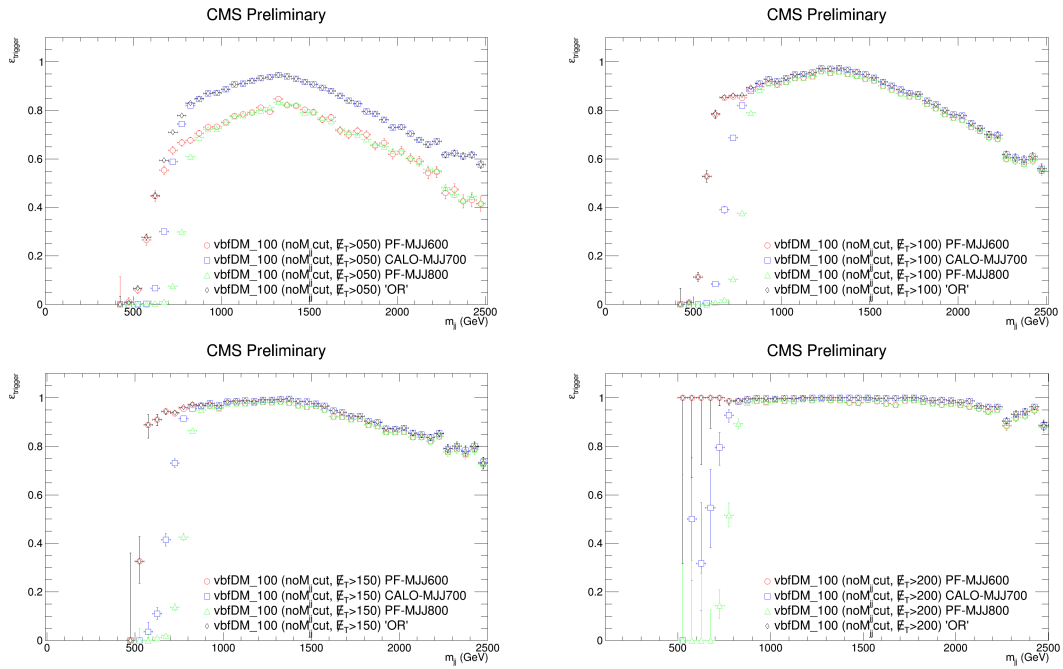 CMS Preliminary
ε trigger
1
0.8
0.6
0.4
0.2
0
vbfDM_100 (noM_jj cut, E̸_T>050) PF-MJJ600
vbfDM_100 (noM_jj cut, E̸_T>050) CALO-MJJ700
vbfDM_100 (noM_jj cut, E̸_T>050) PF-MJJ800
vbfDM_100 (noM_jj cut, E̸_T>050) 'OR'
0 500 1000 1500 2000 2500
m_jj (GeV)
CMS Preliminary
ε trigger
1
0.8
0.6
0.4
0.2
0
vbfDM_100 (noM_jj cut, E̸_T>100) PF-MJJ600
vbfDM_100 (noM_jj cut, E̸_T>100) CALO-MJJ700
vbfDM_100 (noM_jj cut, E̸_T>100) PF-MJJ800
vbfDM_100 (noM_jj cut, E̸_T>100) 'OR'
500 1000 1500 2000 2500
m_jj (GeV)
CMS Preliminary
ε trigger
1
0.8
0.6
0.4
0.2
0
vbfDM_100 (noM_jj cut, E̸_T>150) PF-MJJ600
vbfDM_100 (noM_jj cut, E̸_T>150) CALO-MJJ700
vbfDM_100 (noM_jj cut, E̸_T>150) PF-MJJ800
vbfDM_100 (noM_jj cut, E̸_T>150) 'OR'
0 500 1000 1500 2000 2500
m_jj (GeV)
CMS Preliminary
ε trigger
1
0.8
0.6
0.4
0.2
0
vbfDM_100 (noM_jj cut, E̸_T>200) PF-MJJ600
vbfDM_100 (noM_jj cut, E̸_T>200) CALO-MJJ700
vbfDM_100 (noM_jj cut, E̸_T>200) PF-MJJ800
vbfDM_100 (noM_jj cut, E̸_T>200) 'OR'
500 1000 1500 2000 2500
m_jj (GeV)